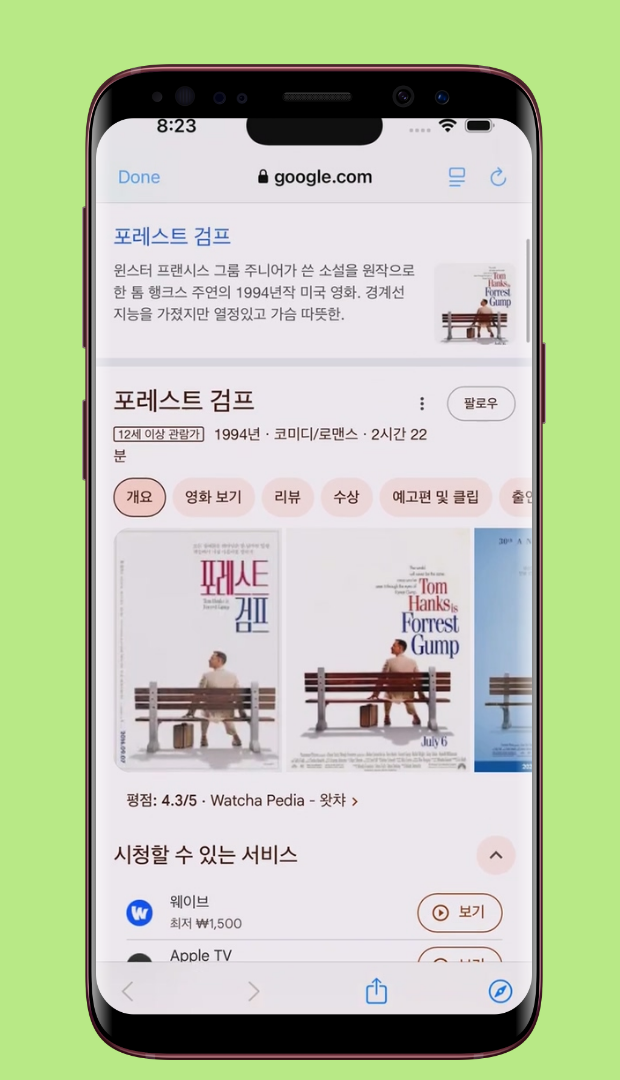 8:23
Done
google.com
포레스트 검프
윈스터 프랜시스 그룸 주니어가 쓴 소설을 원작으로
한 톰 행크스 주연의 1994년작 미국 영화. 경계선
지능을 가졌지만 열정있고 가슴 따뜻한.
Tom
Hanks is
Forrest
Gump
포레스트 검프
팔로우
12세 이상 관람가 1994년 · 코미디/로맨스 · 2시간 22
분
개요
영화 보기
리뷰
수상
예고편 및 클립
포레스트
검프
Tom
Hanks is
Forrest
Gump
July 6
평점: 4.3/5 · Watcha Pedia - 왓챠
시청할 수 있는 서비스
웨이브
최저 ₩1,500
보기
Apple TV